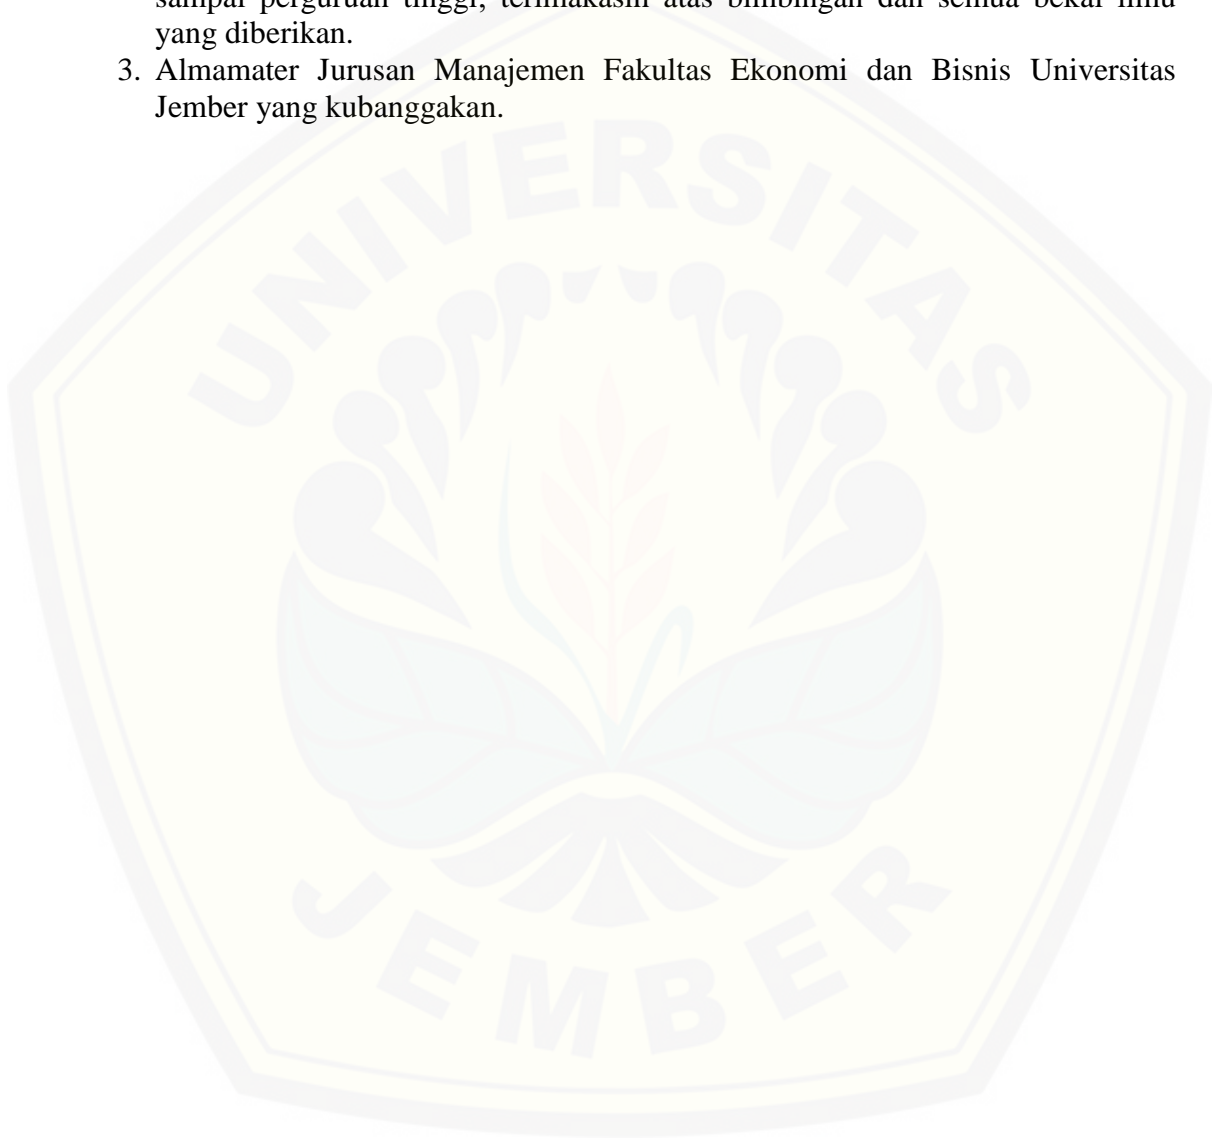 sampai perguruan tinggi, terimakasih atas bimbingan dan semua bekal ilmu
yang diberikan.
3. Almamater Jurusan Manajemen Fakultas Ekonomi dan Bisnis Universitas
Jember yang kubanggakan.
UNIVERSITAS
JEMBER